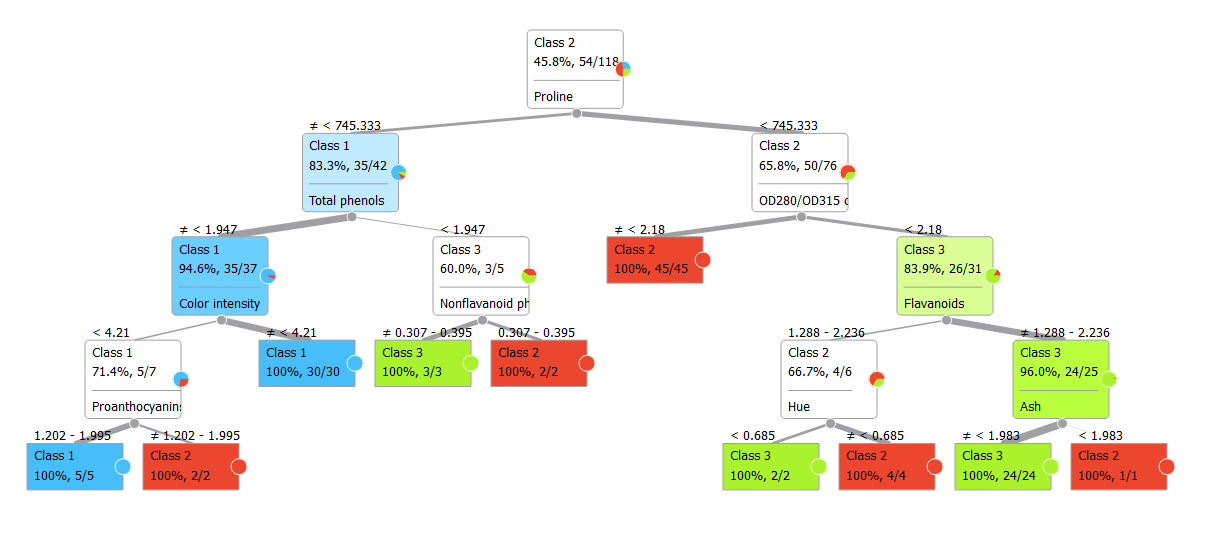 Class 2
45.8%, 54/118
Proline
≠ < 745.333
< 745.333
Class 1
83.3%, 35/42
Total phenols
Class 2
65.8%, 50/76
OD280/OD315 c
≠ < 1.947
< 1.947
≠ < 2.18
< 2.18
Class 1
94.6%, 35/37
Color intensity
Class 3
60.0%, 3/5
Nonflavanoid ph
Class 2
100%, 45/45
Class 3
83.9%, 26/31
Flavanoids
< 4.21
≠ < 4.21
≠ 0.307 - 0.395
0.307 - 0.395
1.288 - 2.236
≠ 1.288 - 2.236
Class 1
71.4%, 5/7
Proanthocyanins
Class 1
100%, 30/30
Class 3
100%, 3/3
Class 2
100%, 2/2
Class 2
66.7%, 4/6
Hue
Class 3
96.0%, 24/25
Ash
1.202 - 1.995
≠ 1.202 - 1.995
< 0.685
≠ < 0.685
≠ < 1.983
< 1.983
Class 1
100%, 5/5
Class 2
100%, 2/2
Class 3
100%, 2/2
Class 2
100%, 4/4
Class 3
100%, 24/24
Class 2
100%, 1/1